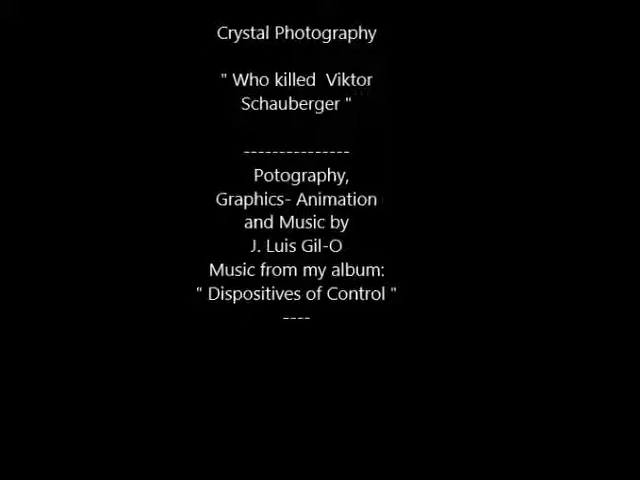 Crystal Photography
" Who killed  Viktor
Schauberger "
---------------
Potography,
Graphics- Animation
and Music by
J. Luis Gil-O
Music from my album:
“ Dispositives of Control "
----